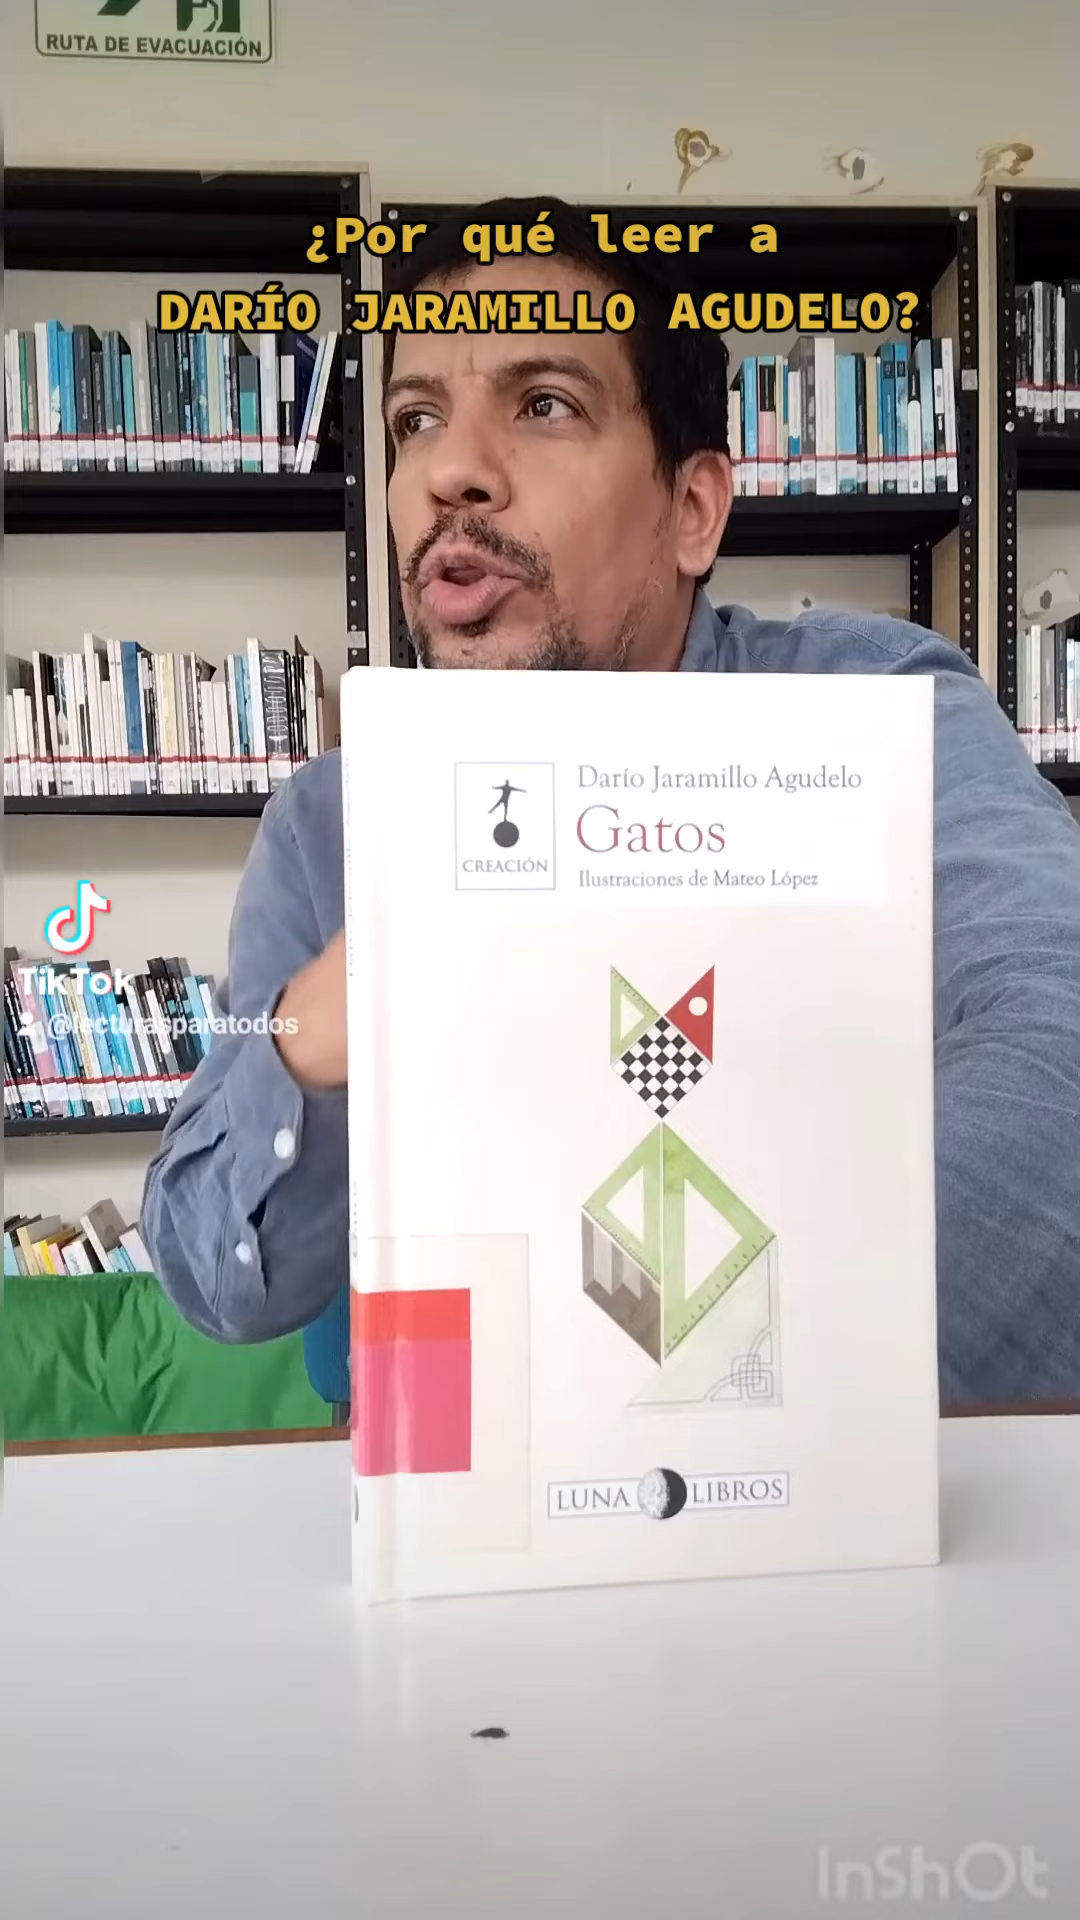 RUTA DE EVACUACIÓN
¿Por qué leer a
DARÍO JARAMILLO AGUDELO?
Darío Jaramillo Agudelo
Gatos
Ilustraciones de Mateo López
CREACIÓN
TikTok
@lecturasparatodos
LUNA LIBROS
InShOt